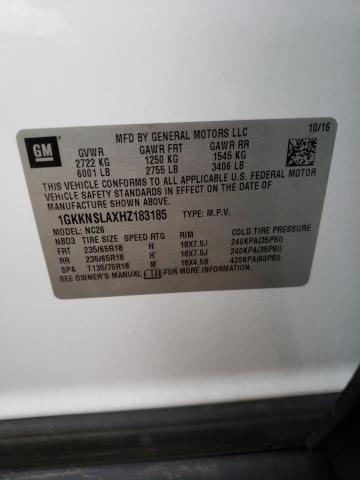 GM
MFD BY GENERAL MOTORS LLC 10/16
GVWR GAWR FRT GAWR RR
2722 KG 1250 KG 1545 KG
6001 LB 2755 LB 3406 LB
THIS VEHICLE CONFORMS TO ALL APPLICABLE U.S. FEDERAL MOTOR
VEHICLE SAFETY STANDARDS IN EFFECT ON THE DATE OF
MANUFACTURE SHOWN ABOVE.
1GKKNSLAXHZ183185 TYPE: M.P.V.
MODEL: NC26
NBD3 TIRE SIZE SPEED RTG RIM COLD TIRE PRESSURE
FRT 235/65R18 H 18X7.5J 240KPA(35PSI)
RR 235/65R18 H 18X7.5J 240KPA(35PSI)
SPA T135/70R18 M 18X4.5B 420KPA(60PSI)
SEE OWNER'S MANUAL FOR ADDITIONAL INFORMATION.